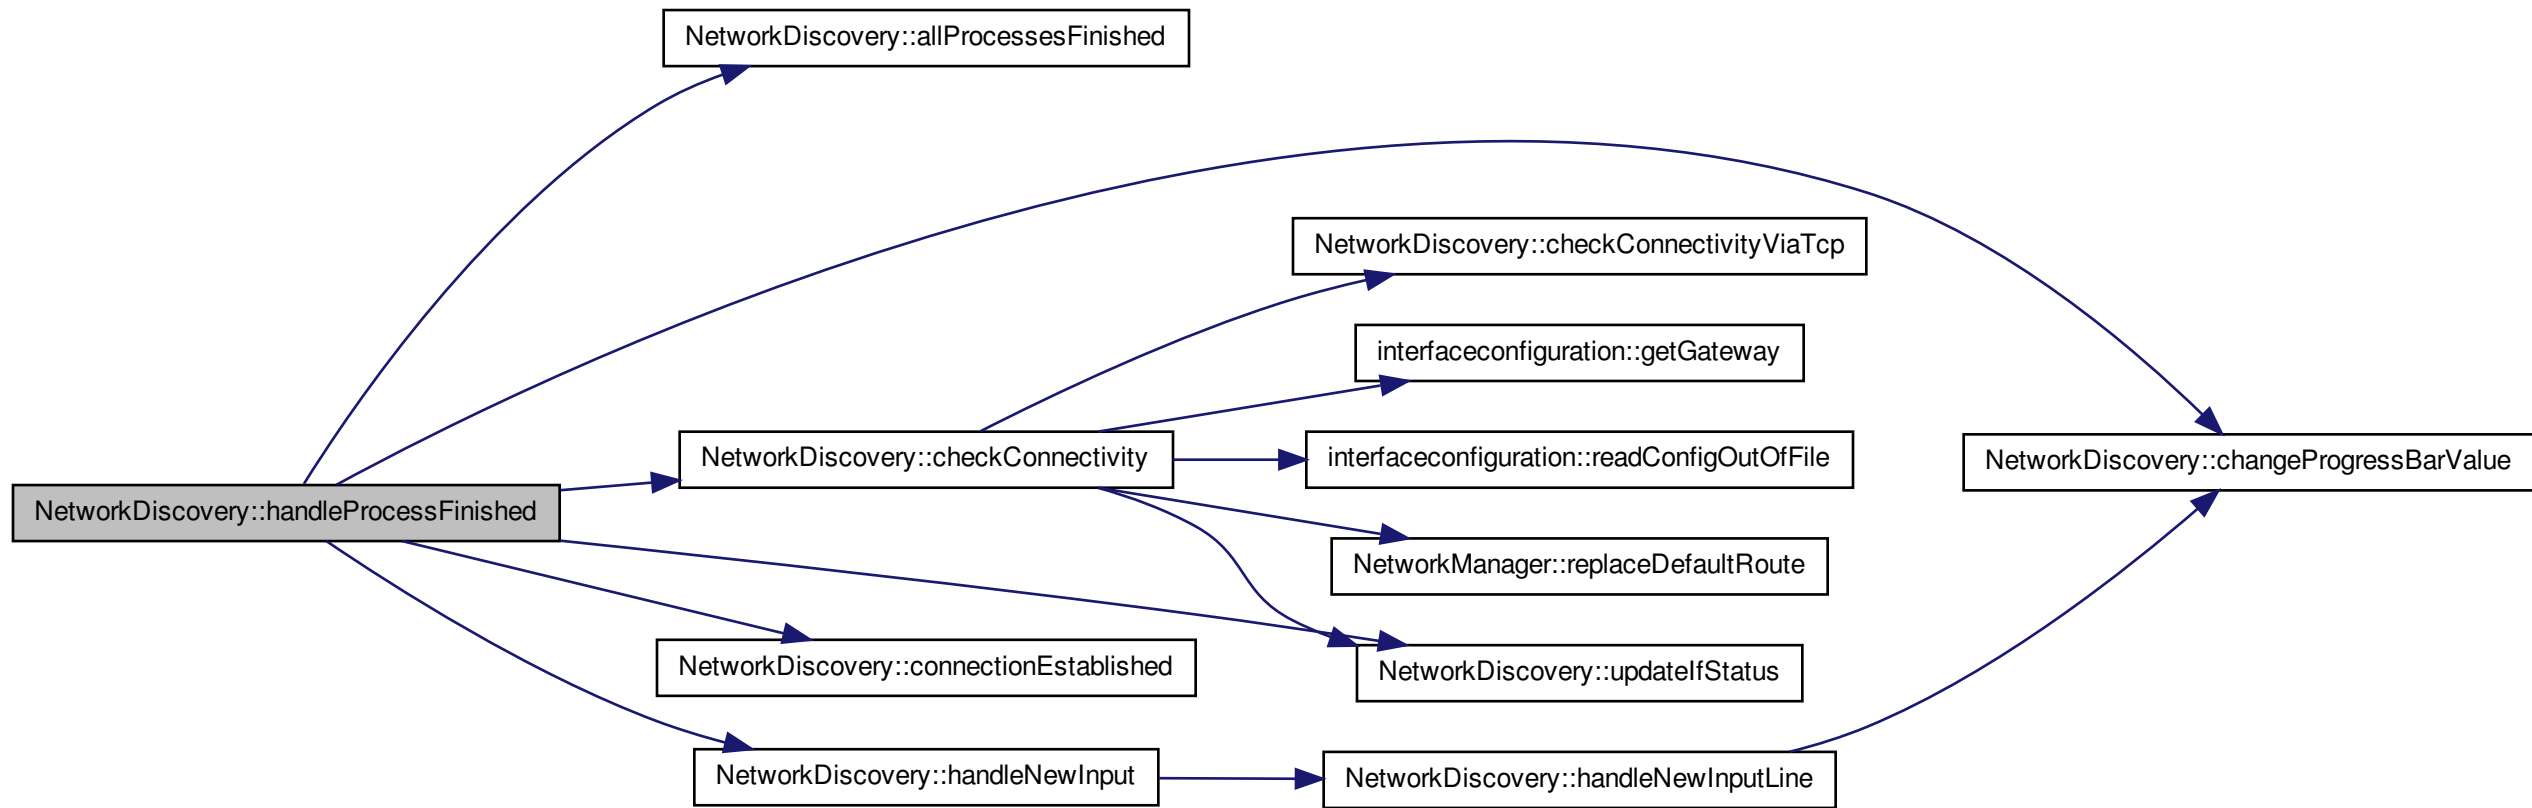 NetworkDiscovery::allProcessesFinished
NetworkDiscovery::checkConnectivityViaTcp
interfaceconfiguration::getGateway
NetworkDiscovery::checkConnectivity
interfaceconfiguration::readConfigOutOfFile
NetworkDiscovery::changeProgressBarValue
NetworkDiscovery::handleProcessFinished
NetworkManager::replaceDefaultRoute
NetworkDiscovery::connectionEstablished
NetworkDiscovery::updateIfStatus
NetworkDiscovery::handleNewInput
NetworkDiscovery::handleNewInputLine